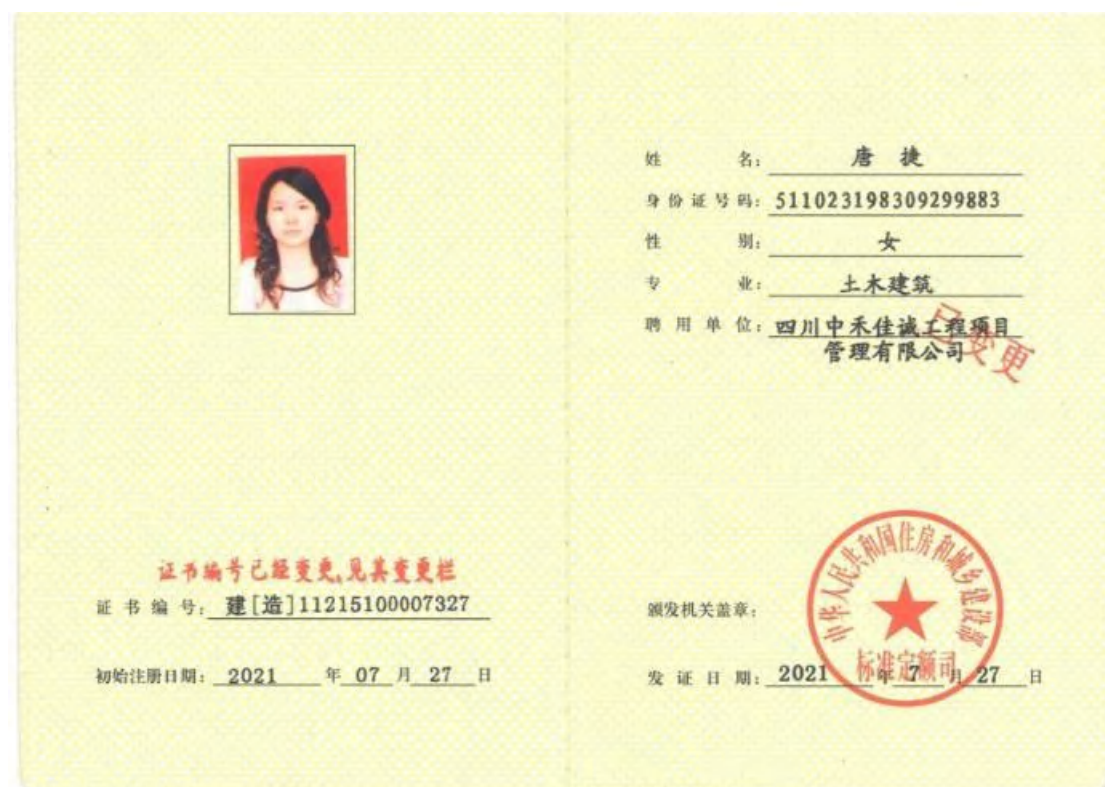 证书编号已经变更,见其变更栏
证书编号: 建[造]11215100007327
初始注册日期: 2021 年 07 月 27 日
姓名: 唐捷
身份证号码: 511023198309299883
性别: 女
专业: 土木建筑
聘用单位: 四川中禾佳诚工程项目
管理有限公司
已变更
颁发机关盖章:
中华人民共和国住房和城乡建设部
标准定额司
发证日期: 2021 年 7 月 27 日